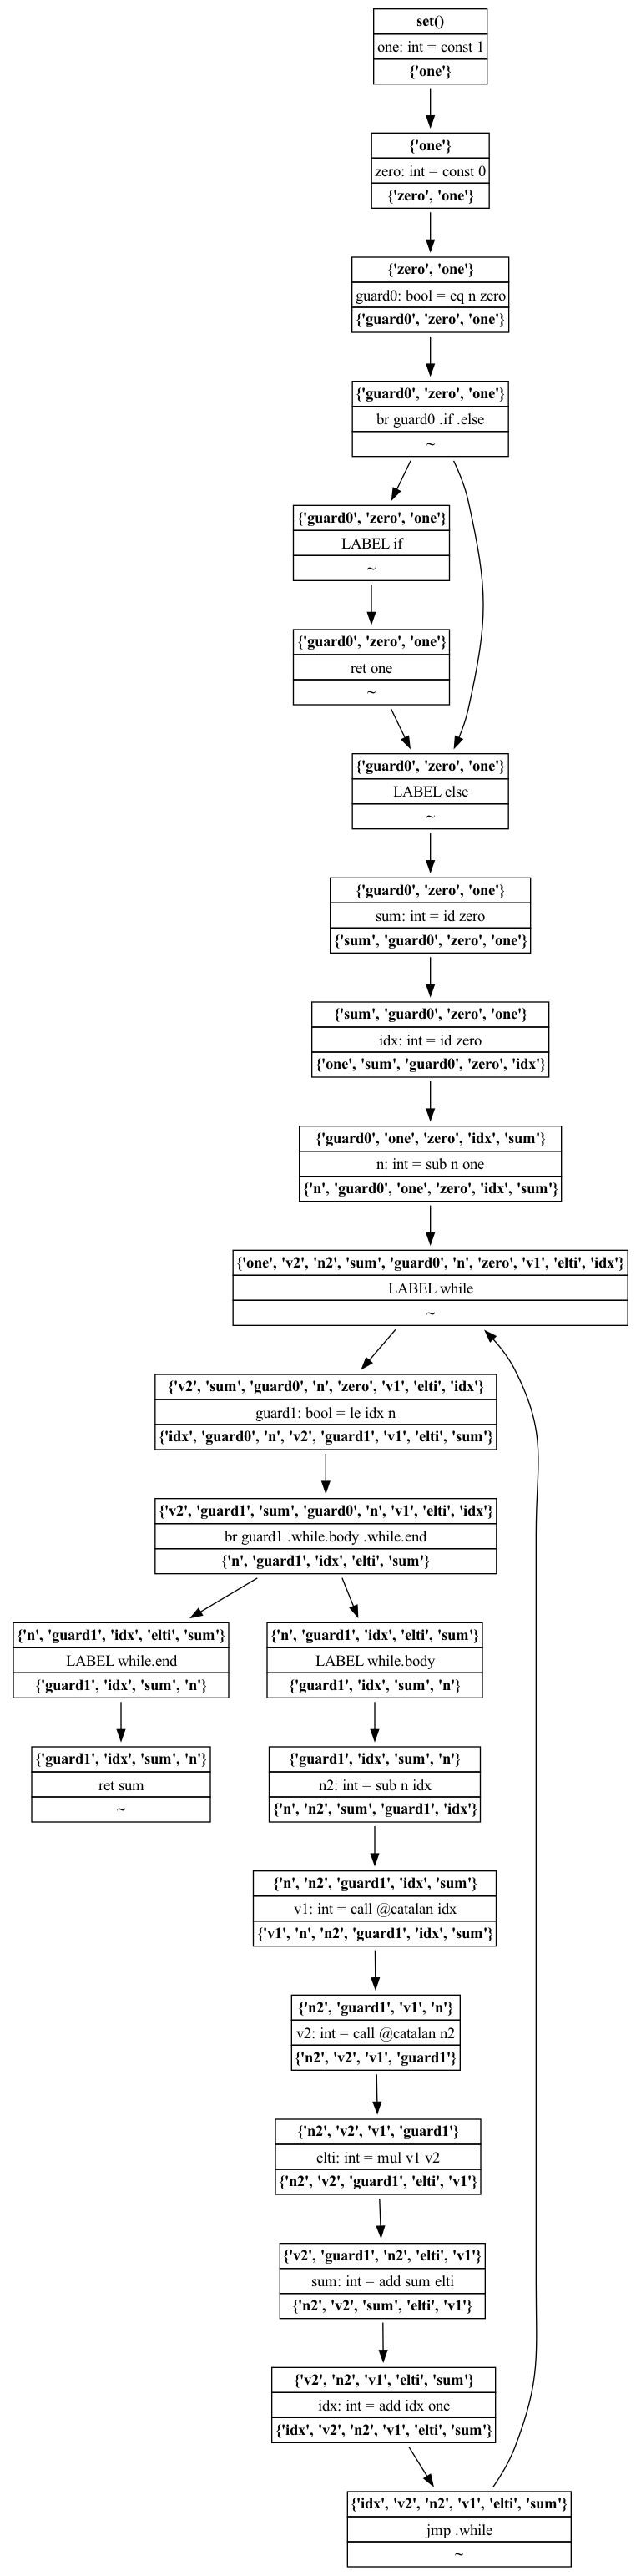 set()
one: int = const 1
{'one'}
{'one'}
zero: int = const 0
{'zero', 'one'}
{'zero', 'one'}
guard0: bool = eq n zero
{'guard0', 'zero', 'one'}
{'guard0', 'zero', 'one'}
br guard0 .if .else
~
{'guard0', 'zero', 'one'}
LABEL if
~
{'guard0', 'zero', 'one'}
ret one
~
{'guard0', 'zero', 'one'}
LABEL else
~
{'guard0', 'zero', 'one'}
sum: int = id zero
{'sum', 'guard0', 'zero', 'one'}
{'sum', 'guard0', 'zero', 'one'}
idx: int = id zero
{'one', 'sum', 'guard0', 'zero', 'idx'}
{'guard0', 'one', 'zero', 'idx', 'sum'}
n: int = sub n one
{'n', 'guard0', 'one', 'zero', 'idx', 'sum'}
{'one', 'v2', 'n2', 'sum', 'guard0', 'n', 'zero', 'v1', 'elti', 'idx'}
LABEL while
~
{'v2', 'sum', 'guard0', 'n', 'zero', 'v1', 'elti', 'idx'}
guard1: bool = le idx n
{'idx', 'guard0', 'n', 'v2', 'guard1', 'v1', 'elti', 'sum'}
{'v2', 'guard1', 'sum', 'guard0', 'n', 'v1', 'elti', 'idx'}
br guard1 .while.body .while.end
{'n', 'guard1', 'idx', 'elti', 'sum'}
{'n', 'guard1', 'idx', 'elti', 'sum'}
LABEL while.end
{'guard1', 'idx', 'sum', 'n'}
{'n', 'guard1', 'idx', 'elti', 'sum'}
LABEL while.body
{'guard1', 'idx', 'sum', 'n'}
{'guard1', 'idx', 'sum', 'n'}
ret sum
~
{'guard1', 'idx', 'sum', 'n'}
n2: int = sub n idx
{'n', 'n2', 'sum', 'guard1', 'idx'}
{'n', 'n2', 'guard1', 'idx', 'sum'}
v1: int = call @catalan idx
{'v1', 'n', 'n2', 'guard1', 'idx', 'sum'}
{'n2', 'guard1', 'v1', 'n'}
v2: int = call @catalan n2
{'n2', 'v2', 'v1', 'guard1'}
{'n2', 'v2', 'v1', 'guard1'}
elti: int = mul v1 v2
{'n2', 'v2', 'guard1', 'elti', 'v1'}
{'v2', 'guard1', 'n2', 'elti', 'v1'}
sum: int = add sum elti
{'n2', 'v2', 'sum', 'elti', 'v1'}
{'v2', 'n2', 'v1', 'elti', 'sum'}
idx: int = add idx one
{'idx', 'v2', 'n2', 'v1', 'elti', 'sum'}
{'idx', 'v2', 'n2', 'v1', 'elti', 'sum'}
jmp .while
~